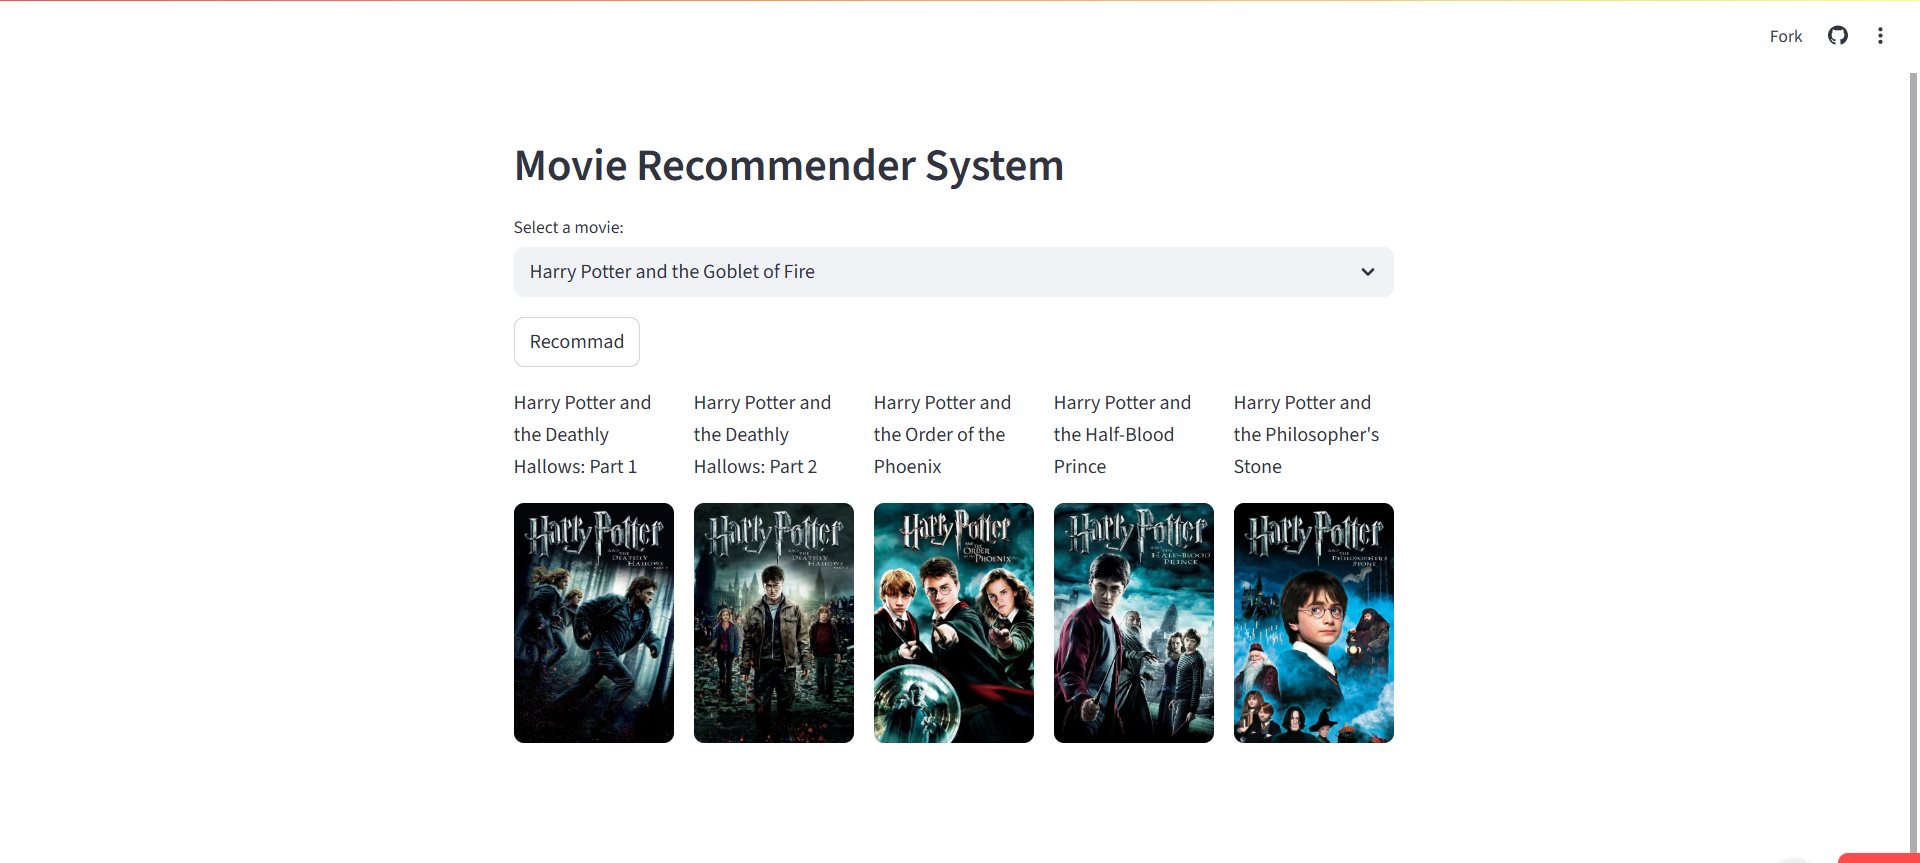 Fork
Movie Recommender System
Select a movie:
Harry Potter and the Goblet of Fire
Recommad
Harry Potter and
the Deathly
Hallows: Part 1
Harry Potter and
the Deathly
Hallows: Part 2
Harry Potter and
the Order of the
Phoenix
Harry Potter and
the Half-Blood
Prince
Harry Potter and
the Philosopher's
Stone
Harry Potter
AND THE
DEATHLY
HALLOWS
PART 1
Harry Potter
AND THE
DEATHLY
HALLOWS
PART 2
Harry Potter
AND THE
ORDER
OF THE PHOENIX
Harry Potter
AND THE
HALF-BLOOD
PRINCE
Harry Potter
AND THE
PHILOSOPHER'S
STONE